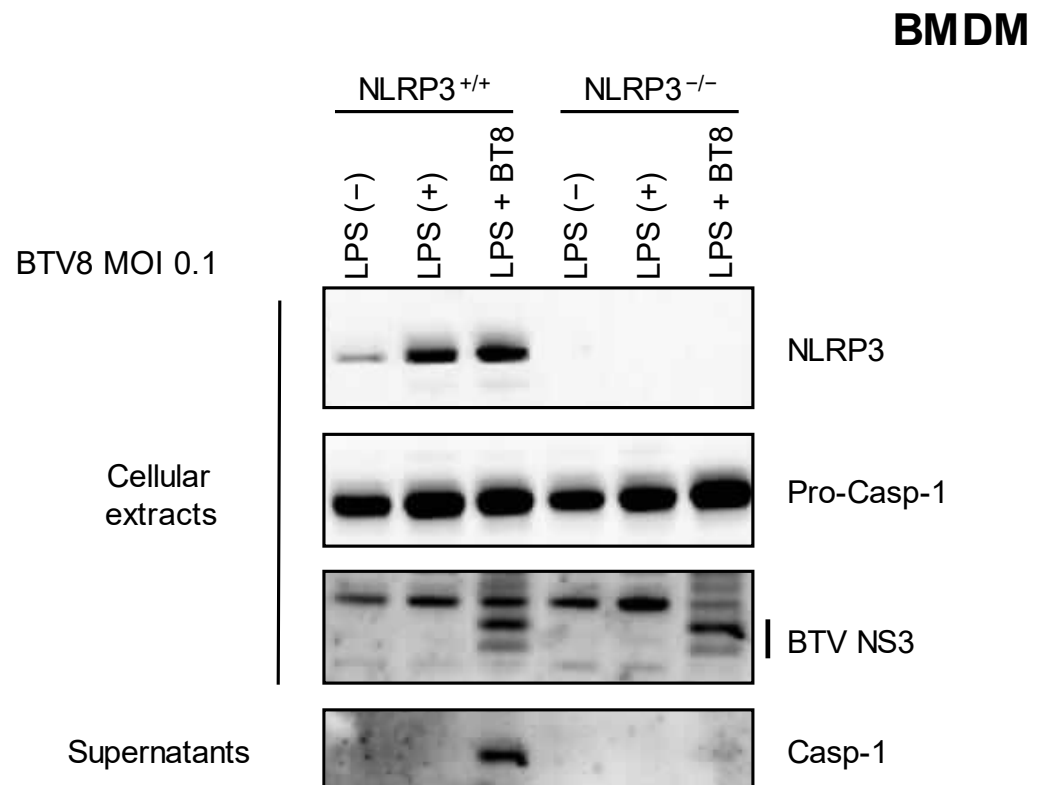 BMDM
NLRP3+/+ NLRP3−/−
LPS (−) LPS (+) LPS + BT8 LPS (−) LPS (+) LPS + BT8
BTV8 MOI 0.1
NLRP3
Cellular
extracts
Pro-Casp-1
BTV NS3
Supernatants
Casp-1